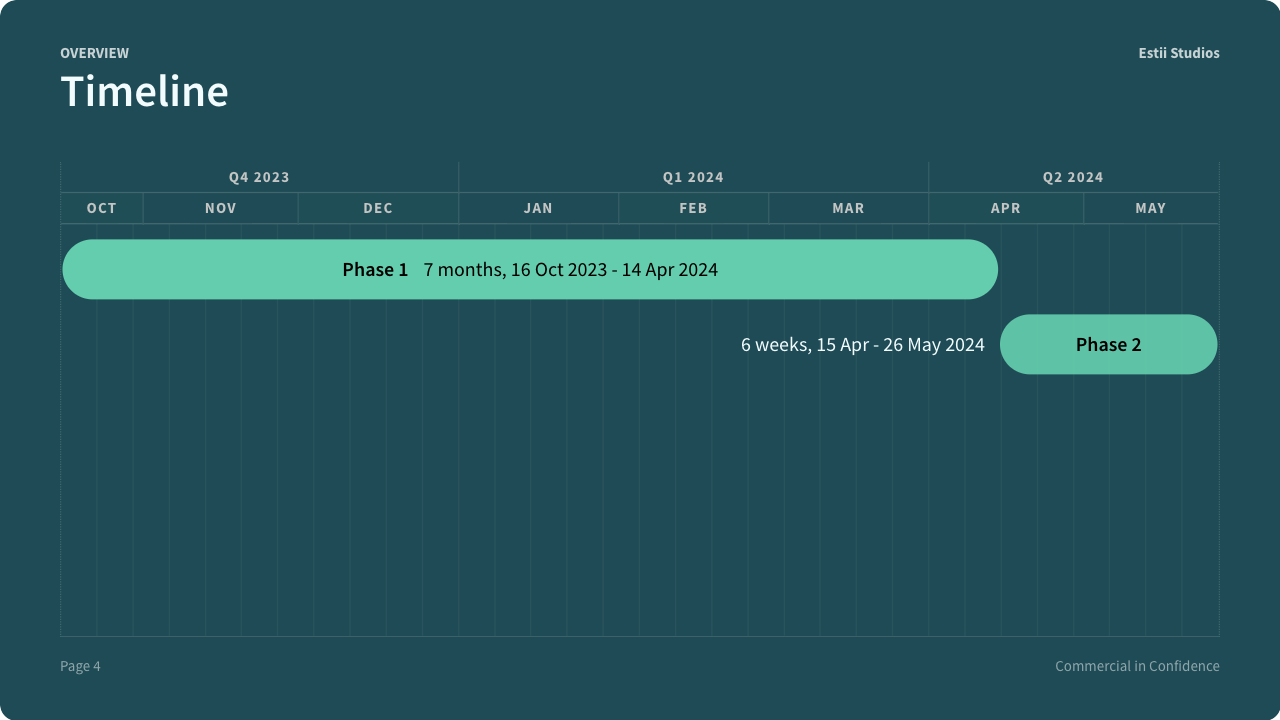 OVERVIEW
Estii Studios
Timeline
Q4 2023 Q1 2024 Q2 2024
OCT NOV DEC JAN FEB MAR APR MAY
Phase 1 7 months, 16 Oct 2023 - 14 Apr 2024
6 weeks, 15 Apr - 26 May 2024 Phase 2
Page 4
Commercial in Confidence